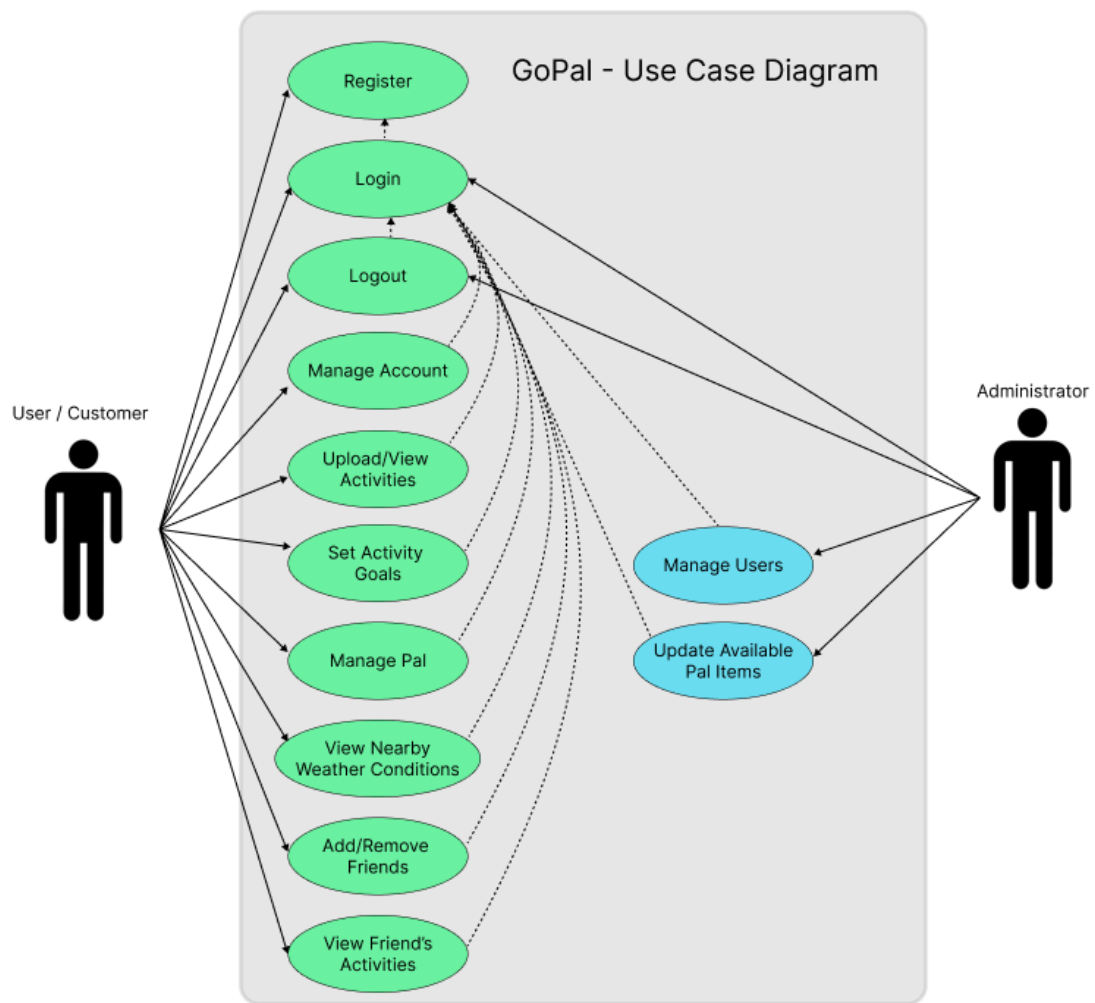 GoPal - Use Case Diagram
Register
Login
Logout
Manage Account
User / Customer
Administrator
Upload/View
Activities
Set Activity
Goals
Manage Users
Manage Pal
Update Available
Pal Items
View Nearby
Weather Conditions
Add/Remove
Friends
View Friend's
Activities